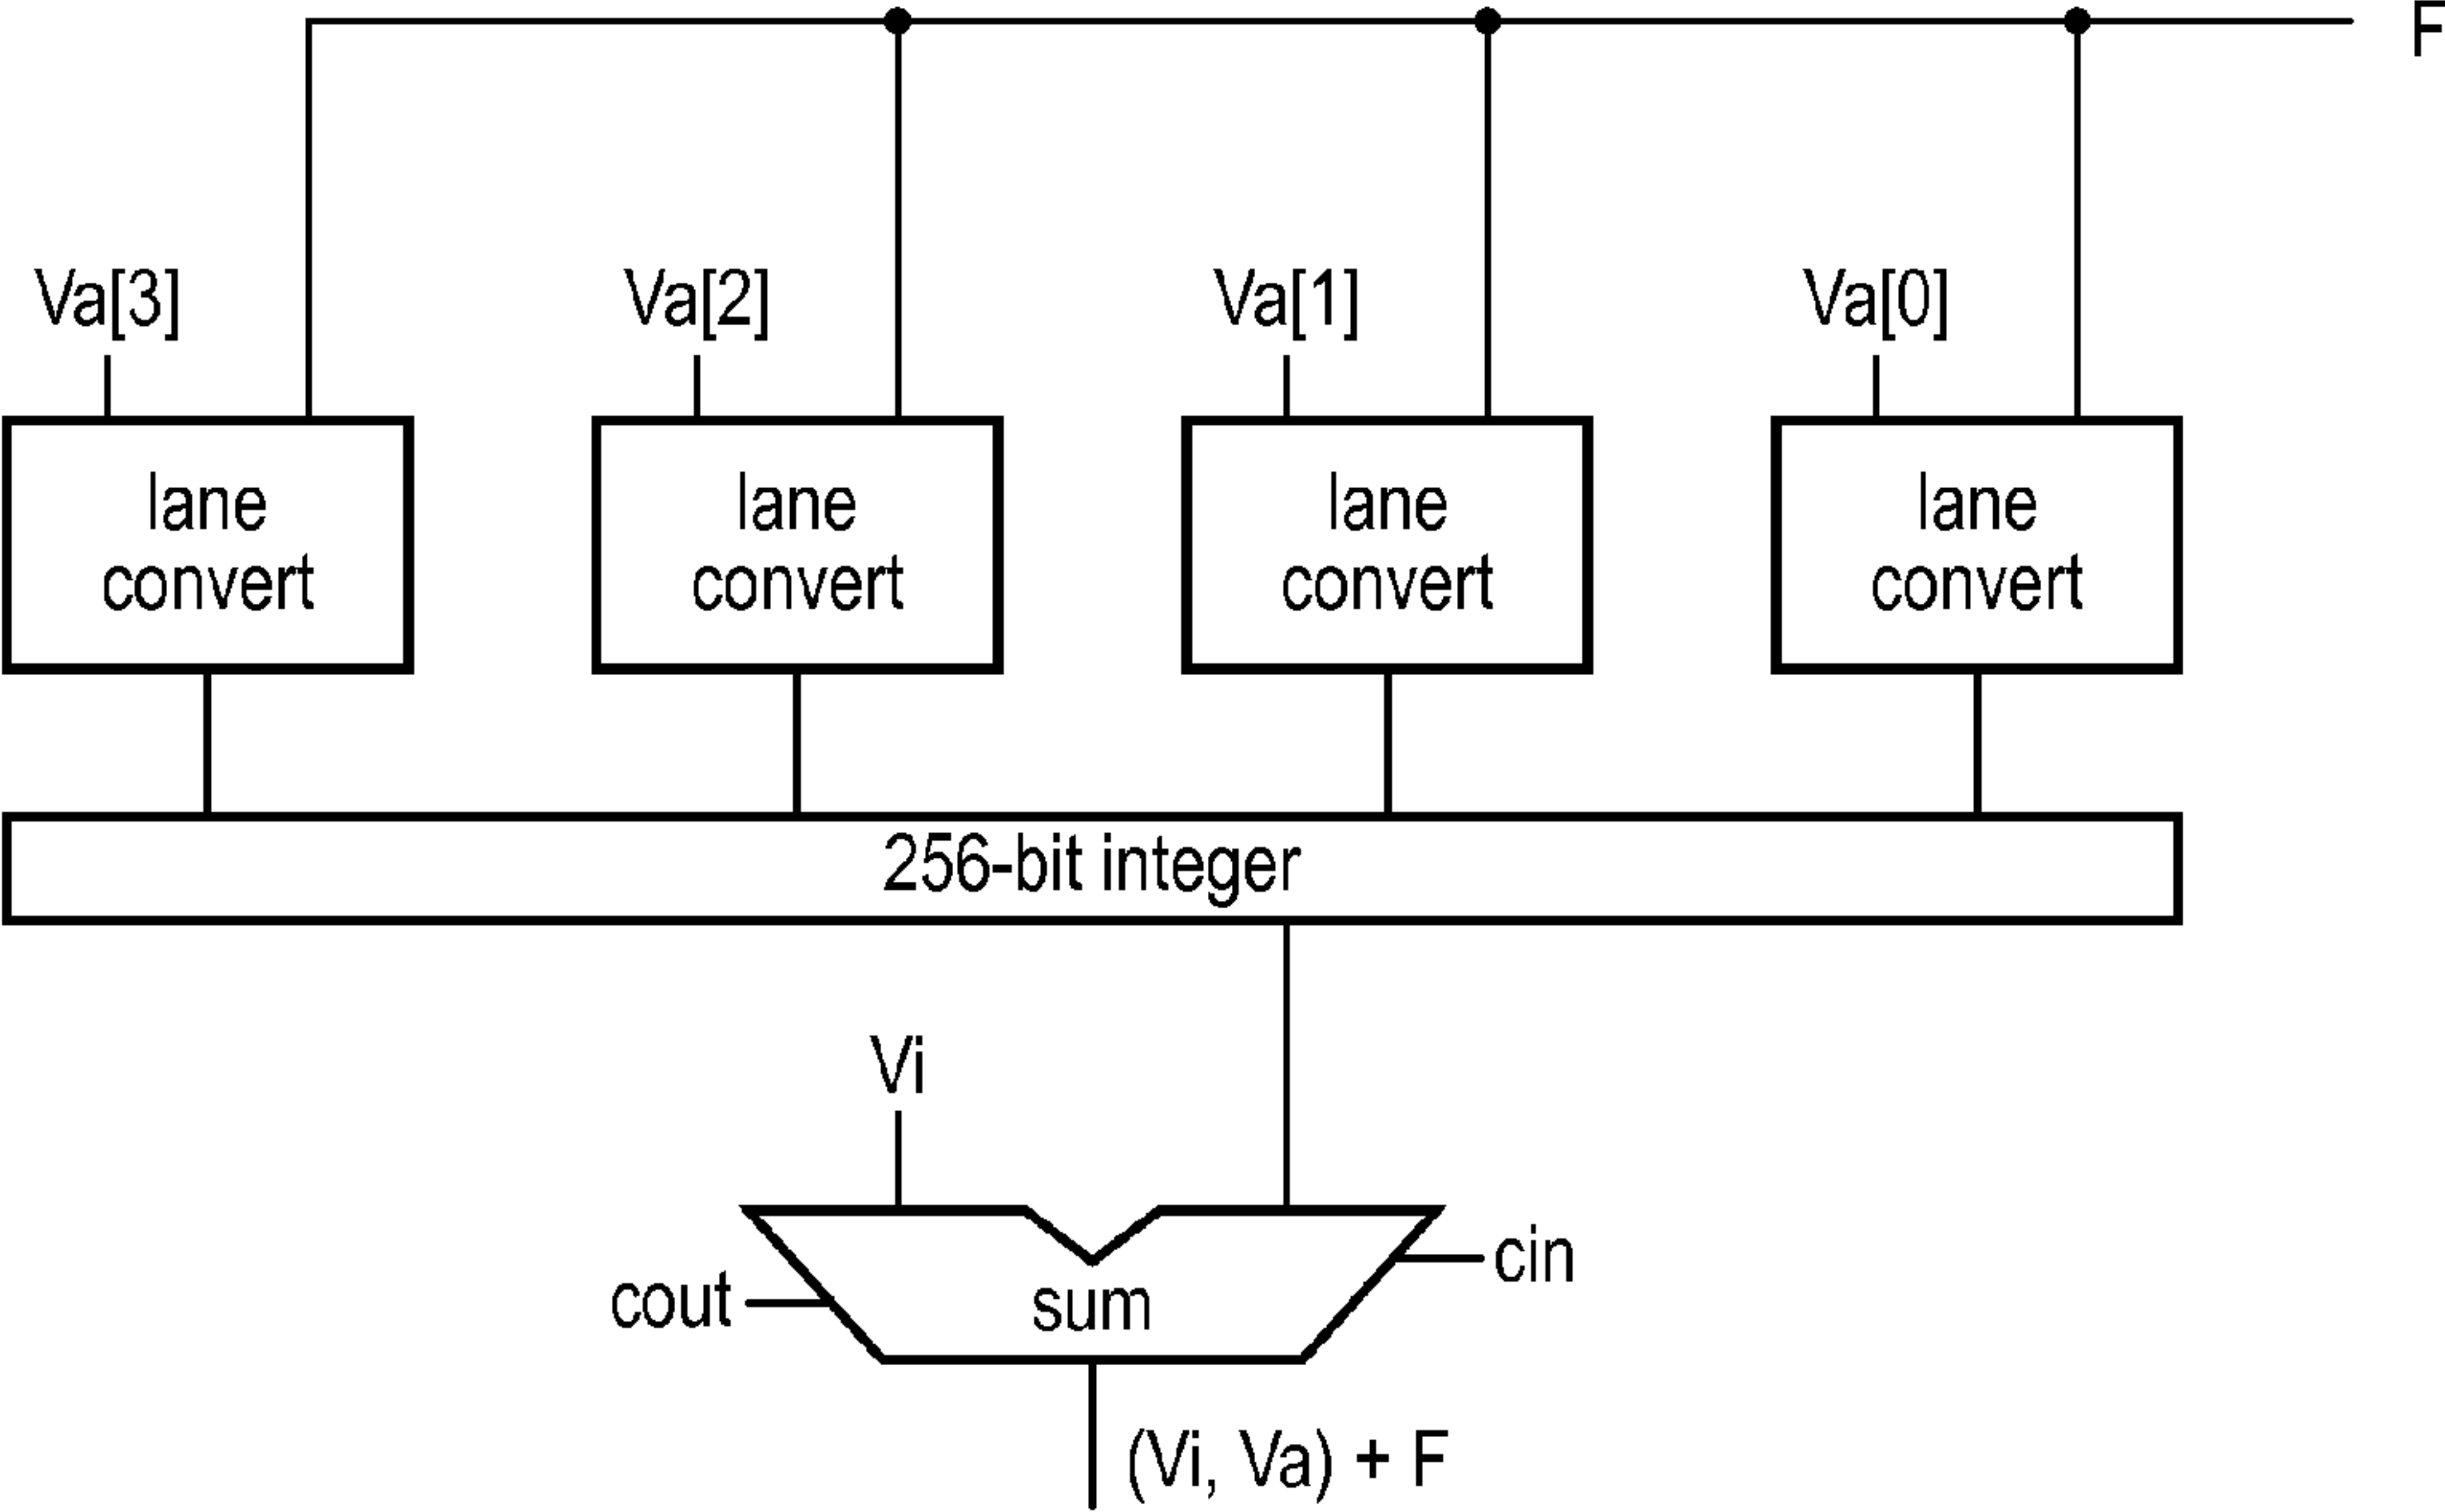 F
Va[3] Va[2] Va[1] Va[0]
lane convert
lane convert
lane convert
lane convert
256-bit integer
Vi
cin
cout
sum
(Vi, Va) + F